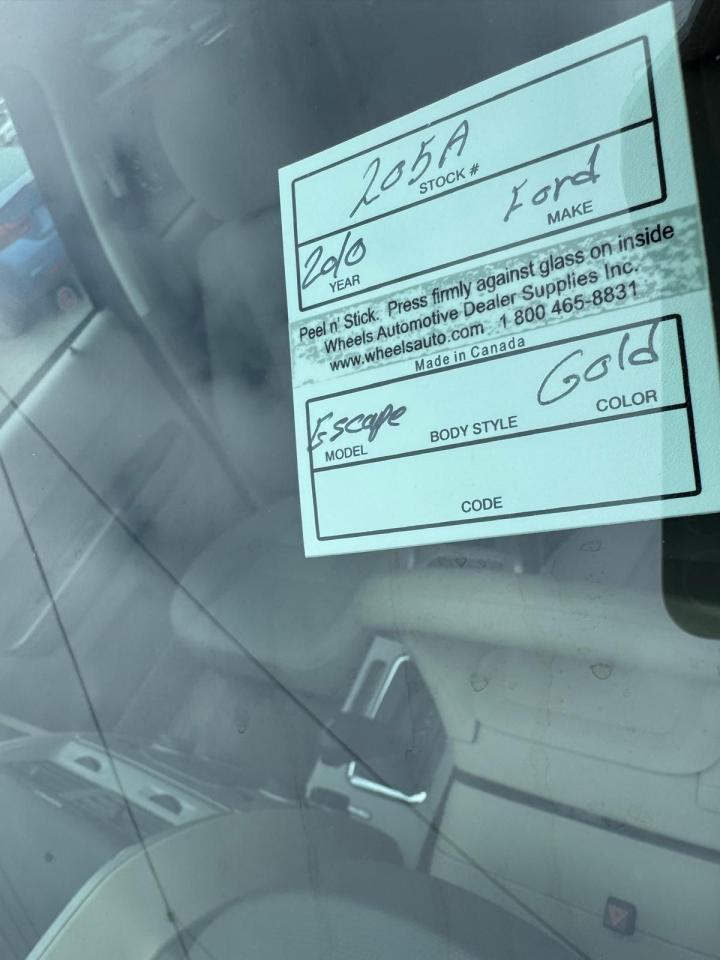 205A
STOCK #
2010 Ford
YEAR MAKE
Peel n' Stick. Press firmly against glass on inside
Wheels Automotive Dealer Supplies Inc.
www.wheelsauto.com 1 800 465-8831
Made in Canada
Escape Gold
MODEL BODY STYLE COLOR
CODE